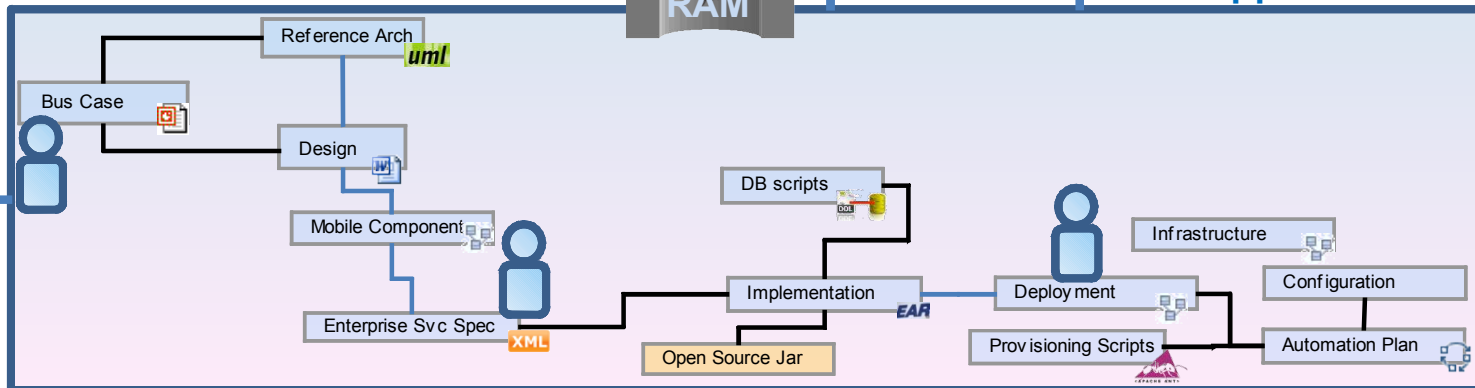 RAM
Reference Arch
uml
Bus Case
Design
DB scripts
DDL
Mobile Component
Infrastructure
Configuration
Implementation
EAR
Deployment
Enterprise Svc Spec
XML
Open Source Jar
Provisioning Scripts
Automation Plan